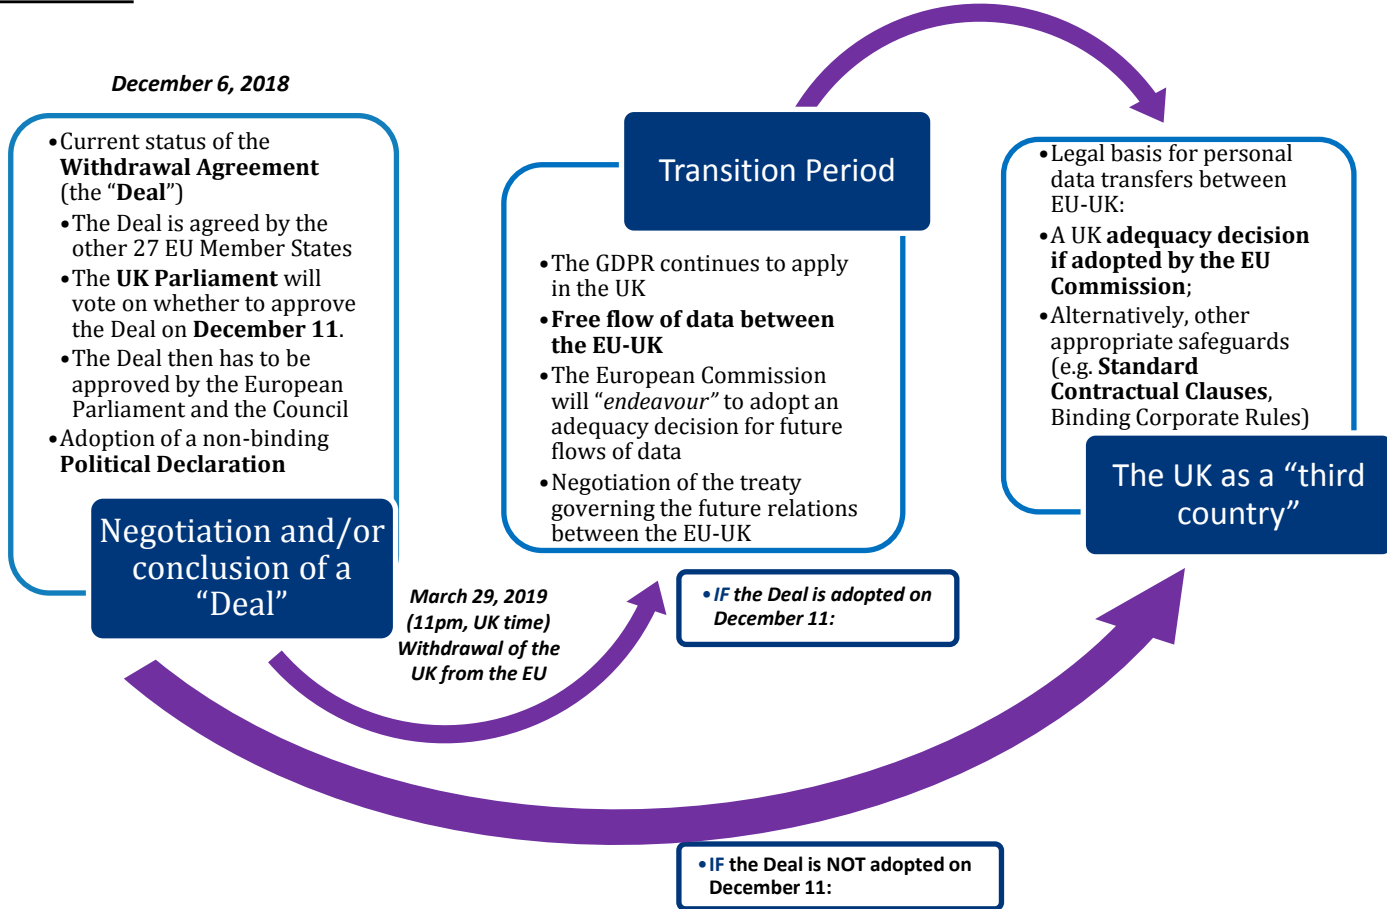 December 6, 2018
•Current status of the
Withdrawal Agreement
(the “Deal”)
•The Deal is agreed by the
other 27 EU Member States
•The UK Parliament will
vote on whether to approve
the Deal on December 11.
•The Deal then has to be
approved by the European
Parliament and the Council
•Adoption of a non-binding
Political Declaration
Negotiation and/or
conclusion of a
“Deal”
March 29, 2019
(11pm, UK time)
Withdrawal of the
UK from the EU
Transition Period
•The GDPR continues to apply
in the UK
•Free flow of data between
the EU-UK
•The European Commission
will “endeavour” to adopt an
adequacy decision for future
flows of data
•Negotiation of the treaty
governing the future relations
between the EU-UK
•IF the Deal is adopted on
December 11:
•Legal basis for personal
data transfers between
EU-UK:
•A UK adequacy decision
if adopted by the EU
Commission;
•Alternatively, other
appropriate safeguards
(e.g. Standard
Contractual Clauses,
Binding Corporate Rules)
The UK as a “third
country”
•IF the Deal is NOT adopted on
December 11: